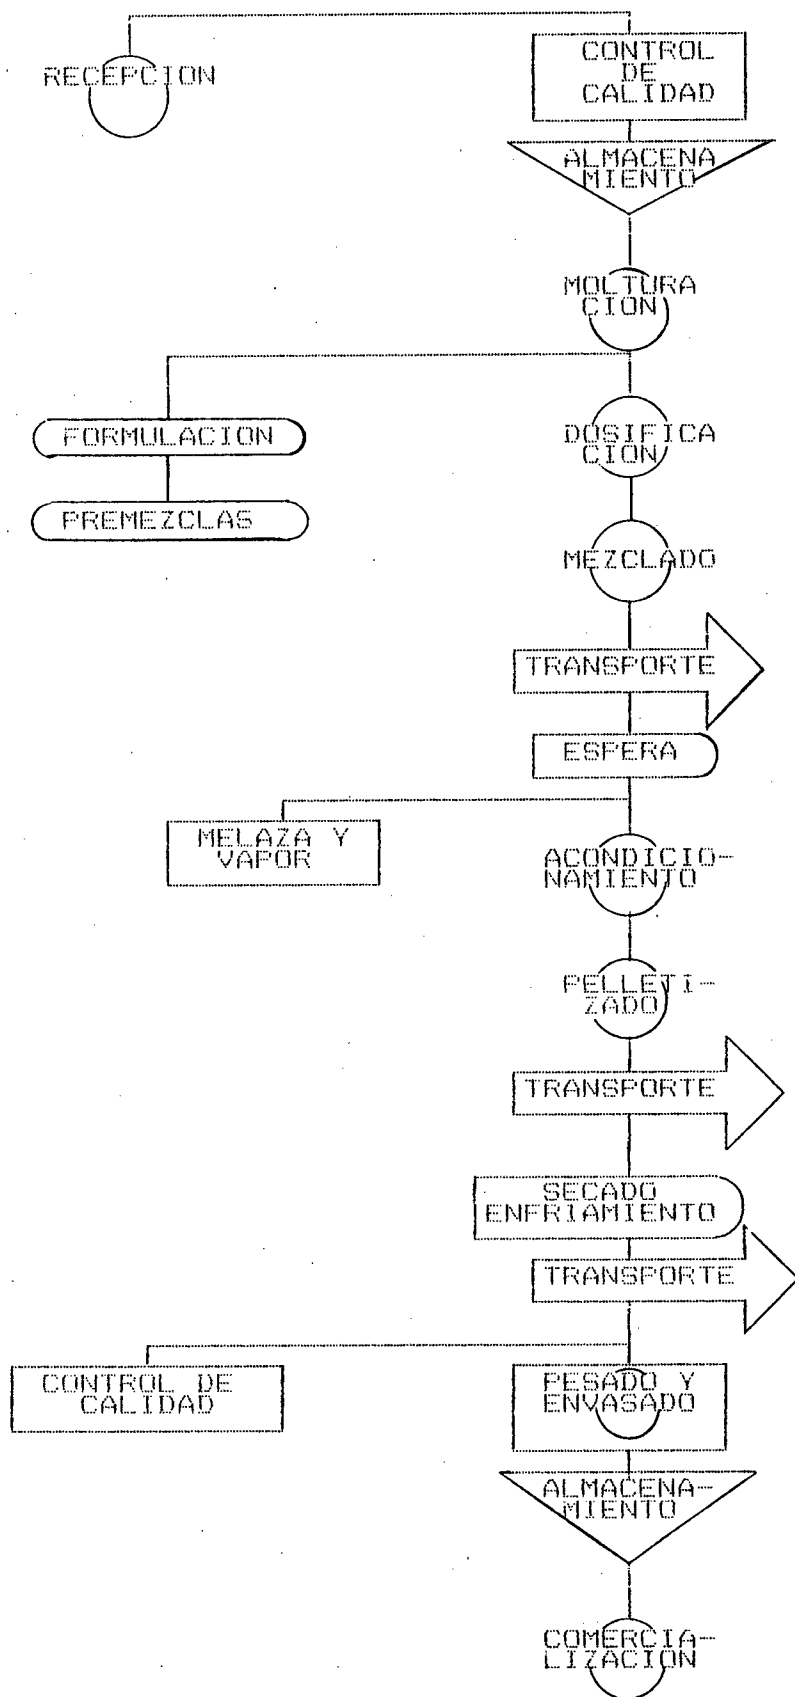 RECEPCION
CONTROL
DE
CALIDAD
ALMACENA
MIENTO
MOLTURA
CION
FORMULACION
PREMEZCLAS
DOSIFICA
CION
MEZCLADO
TRANSPORTE
ESPERA
MELAZA Y
VAPOR
ACONDICIO-
NAMIENTO
PELLETI-
ZADO
TRANSPORTE
SECADO
ENFRIAMIENTO
TRANSPORTE
CONTROL DE
CALIDAD
PESADO Y
ENVASADO
ALMACENA-
MIENTO
COMERCIA-
LIZACION